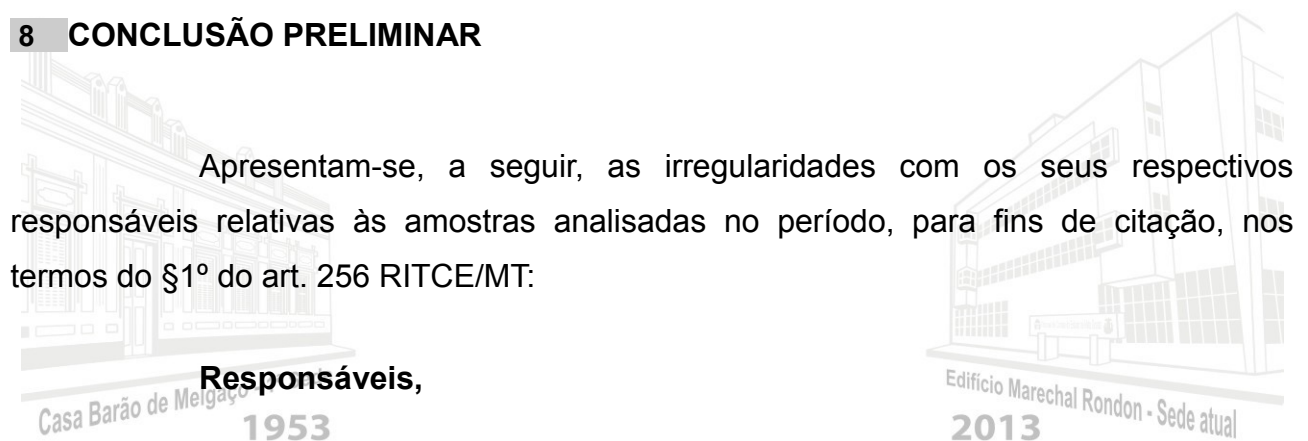 8 CONCLUSÃO PRELIMINAR
Apresentam-se, a seguir, as irregularidades com os seus respectivos
responsáveis relativas às amostras analisadas no período, para fins de citação, nos
termos do §1º do art. 256 RITCE/MT:
Responsáveis,
Casa Barão de Melgaço
1953
Edifício Marechal Rondon - Sede atual
2013